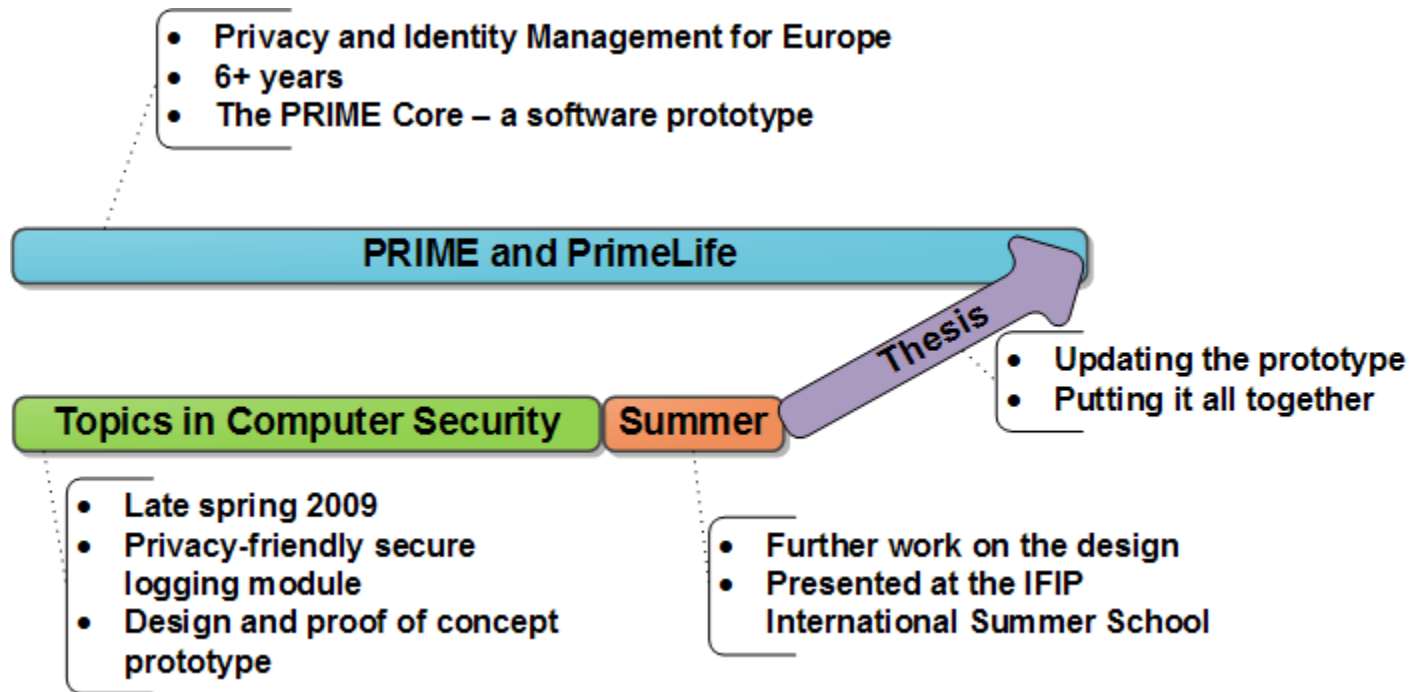 • Privacy and Identity Management for Europe
• 6+ years
• The PRIME Core – a software prototype
PRIME and PrimeLife
Thesis
• Updating the prototype
• Putting it all together
Topics in Computer Security
Summer
• Late spring 2009
• Privacy-friendly secure
logging module
• Design and proof of concept
prototype
• Further work on the design
• Presented at the IFIP
International Summer School